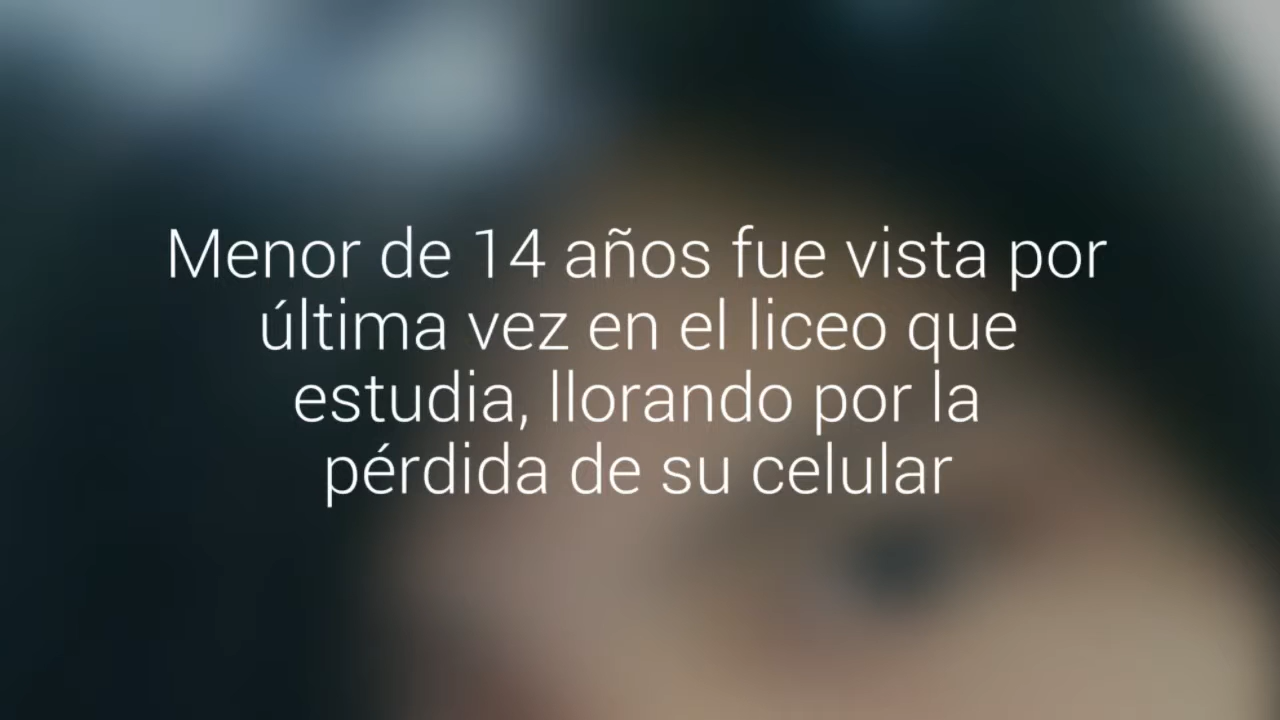 Menor de 14 años fue vista por
última vez en el liceo que
estudia, llorando por la
pérdida de su celular